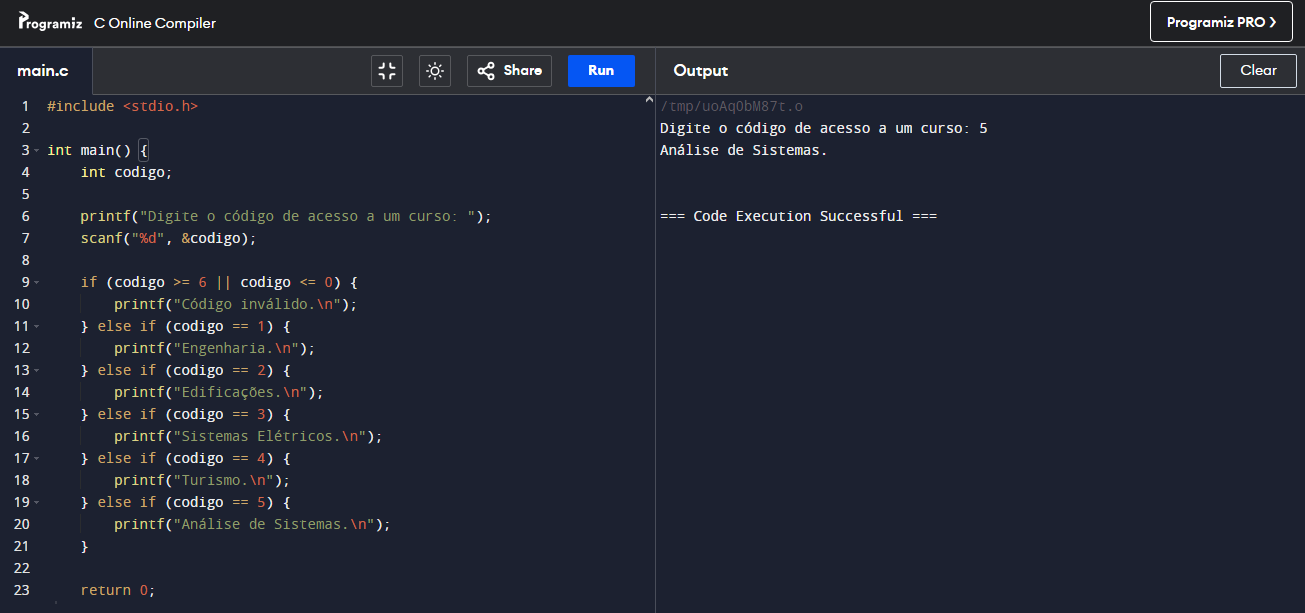 Programiz C Online Compiler
Programiz PRO
main.c
Share
Run
Output
Clear
1 #include <stdio.h>
2
3 int main() {
4 int codigo;
5
6 printf("Digite o código de acesso a um curso: ");
7 scanf("%d", &codigo);
8
9 if (codigo >= 6 || codigo <= 0) {
10 printf("Código inválido.\n");
11 } else if (codigo == 1) {
12 printf("Engenharia.\n");
13 } else if (codigo == 2) {
14 printf("Edificações.\n");
15 } else if (codigo == 3) {
16 printf("Sistemas Elétricos.\n");
17 } else if (codigo == 4) {
18 printf("Turismo.\n");
19 } else if (codigo == 5) {
20 printf("Análise de Sistemas.\n");
21 }
22
23 return 0;
/tmp/uoAqObM87t.o
Digite o código de acesso a um curso: 5
Análise de Sistemas.
=== Code Execution Successful ===